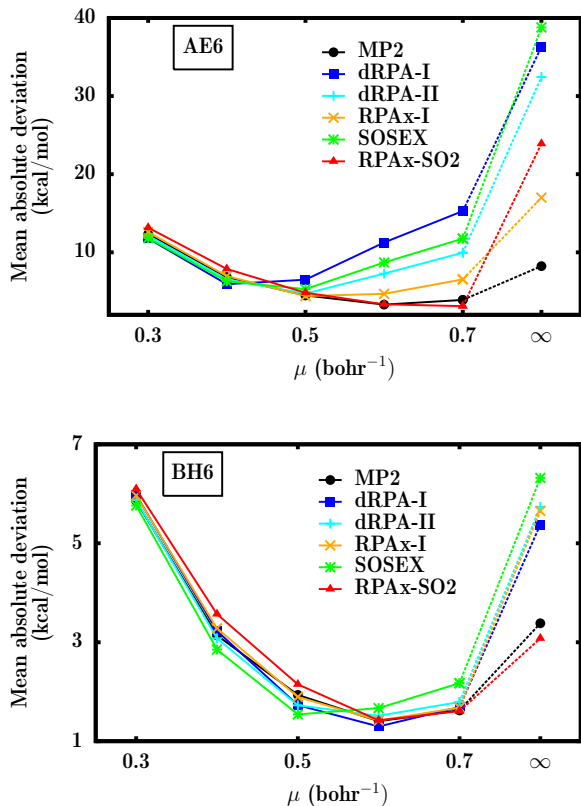 AE6
MP2
dRPA-I
dRPA-II
RPAx-I
SOSEX
RPAx-SO2
Mean absolute deviation
(kcal/mol)
40
30
20
10
0.3 0.5 0.7 ∞
μ (bohr⁻¹)
BH6
MP2
dRPA-I
dRPA-II
RPAx-I
SOSEX
RPAx-SO2
Mean absolute deviation
(kcal/mol)
7
5
3
1
0.3 0.5 0.7 ∞
μ (bohr⁻¹)